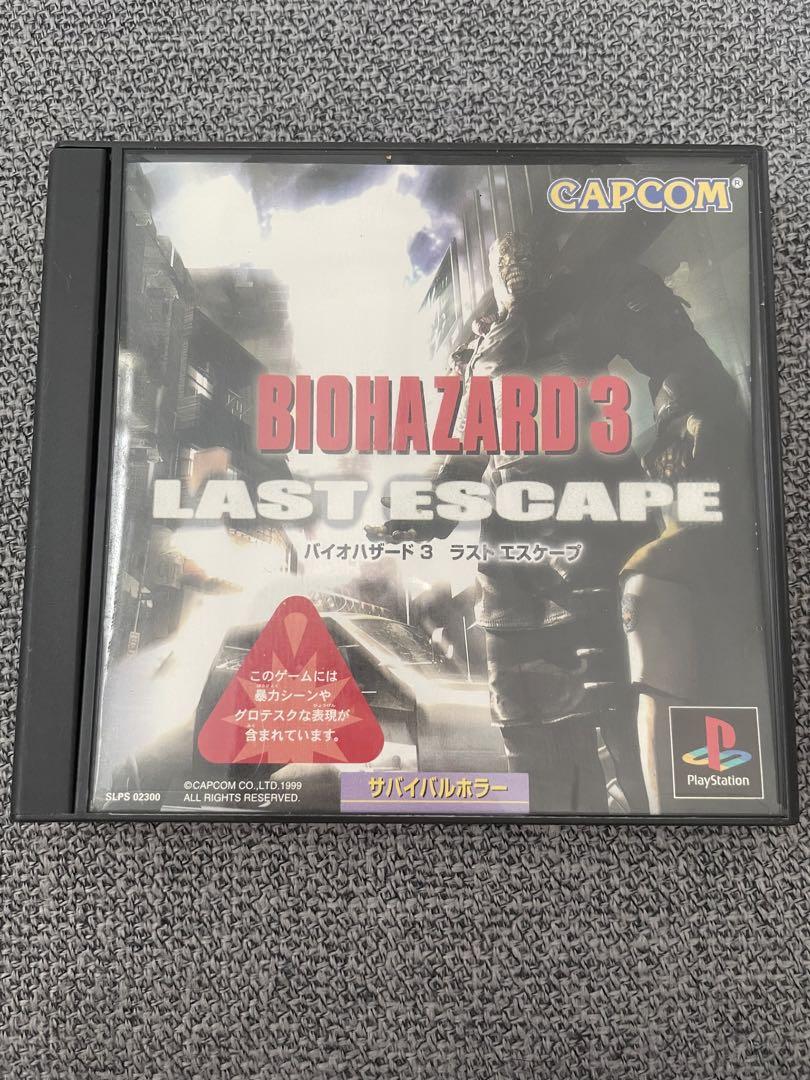 CAPCOM®
BIOHAZARD®3
LAST ESCAPE
バイオハザード3 ラスト エスケープ
このゲームには
暴力シーンや
グロテスクな表現が
含まれています。
SLPS 02300
©CAPCOM CO.,LTD.1999
ALL RIGHTS RESERVED.
サバイバルホラー
PlayStation